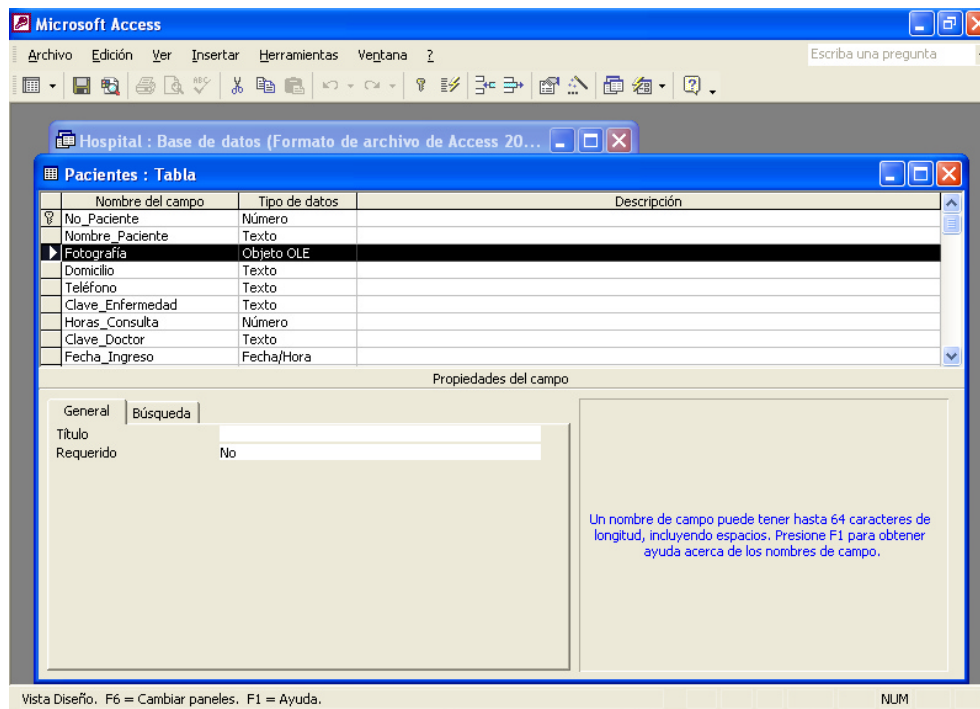 Microsoft Access
Archivo Edición Ver Insertar Herramientas Ventana ? Escriba una pregunta
Hospital : Base de datos (Formato de archivo de Access 20...
Pacientes : Tabla
Nombre del campo Tipo de datos Descripción
No_Paciente Número
Nombre_Paciente Texto
Fotografía Objeto OLE
Domicilio Texto
Teléfono Texto
Clave_Enfermedad Texto
Horas_Consulta Número
Clave_Doctor Texto
Fecha_Ingreso Fecha/Hora
Propiedades del campo
General Búsqueda
Título
Requerido No
Un nombre de campo puede tener hasta 64 caracteres de
longitud, incluyendo espacios. Presione F1 para obtener
ayuda acerca de los nombres de campo.
Vista Diseño. F6 = Cambiar paneles. F1 = Ayuda. NUM